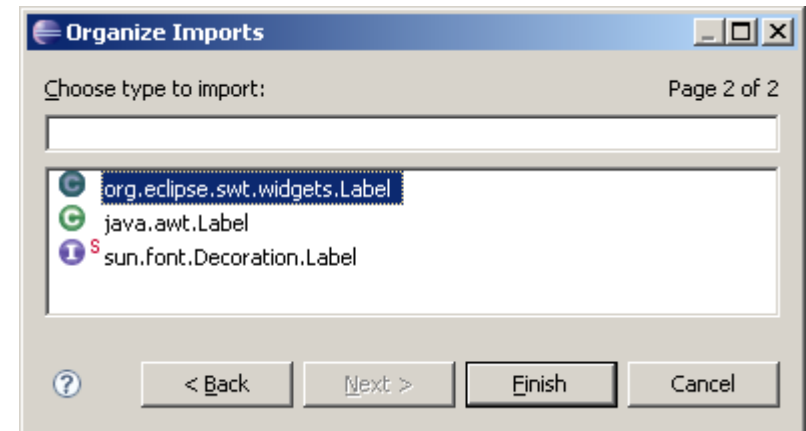 Organize Imports
Choose type to import: Page 2 of 2
C org.eclipse.swt.widgets.Label
C java.awt.Label
I S sun.font.Decoration.Label
? < Back Next > Finish Cancel